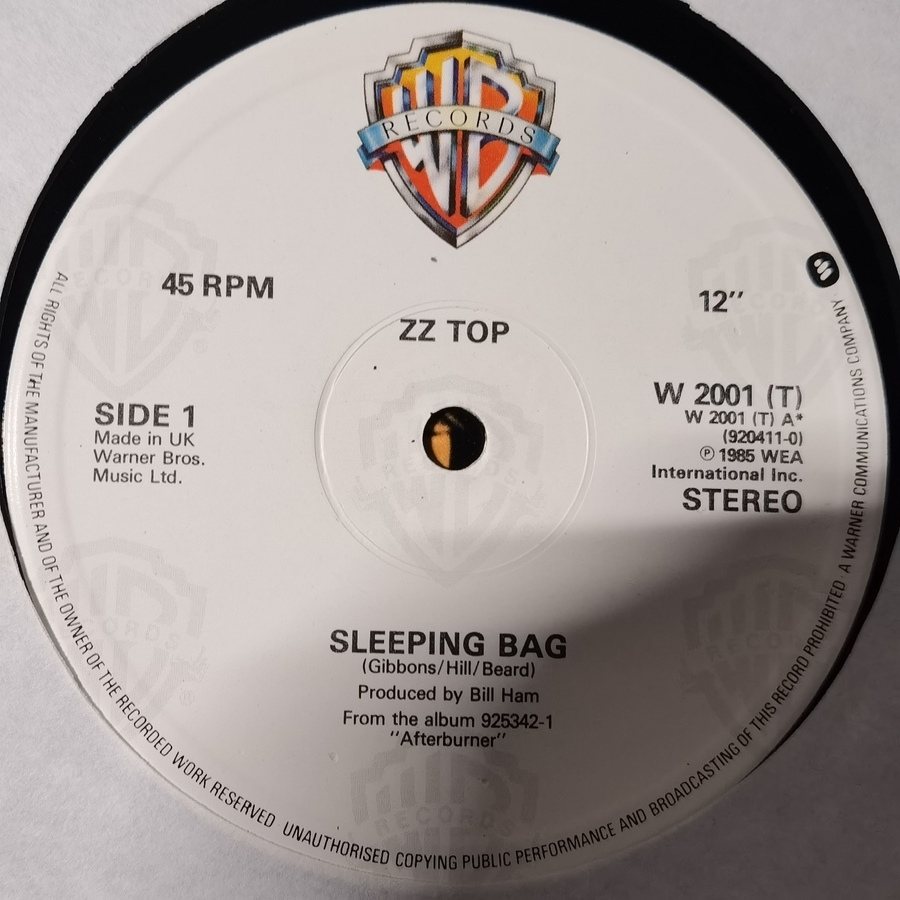 WB
RECORDS
45 RPM
12"
ZZ TOP
SIDE 1
Made in UK
Warner Bros.
Music Ltd.
W 2001 (T)
W 2001 (T) A*
(920411-0)
Ⓟ 1985 WEA
International Inc.
STEREO
SLEEPING BAG
(Gibbons/Hill/Beard)
Produced by Bill Ham
From the album 925342-1
"Afterburner"
ALL RIGHTS OF THE MANUFACTURER AND OF THE OWNER OF THE RECORDED WORK RESERVED UNAUTHORISED COPYING PUBLIC PERFORMANCE AND BROADCASTING OF THIS RECORD PROHIBITED · A WARNER COMMUNICATIONS COMPANY